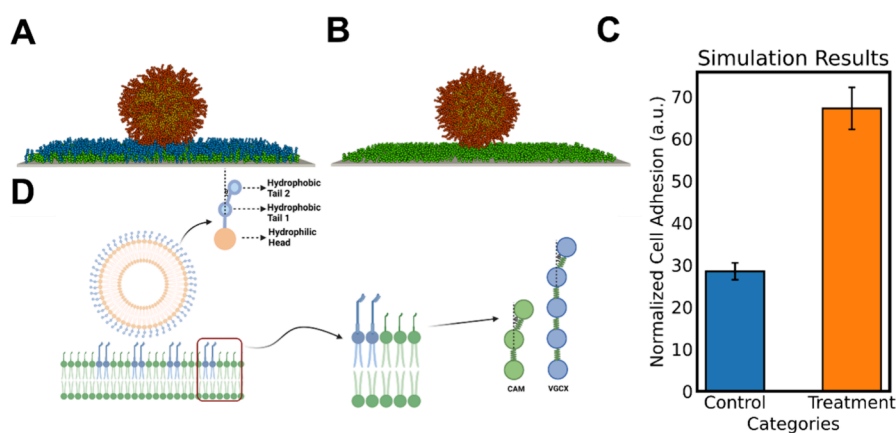 A
B
C
Simulation Results
Normalized Cell Adhesion (a.u.)
70
60
50
40
30
20
10
0
Control
Treatment
Categories
D
Hydrophobic
Tail 2
Hydrophobic
Tail 1
Hydrophilic
Head
CAM
VGCX